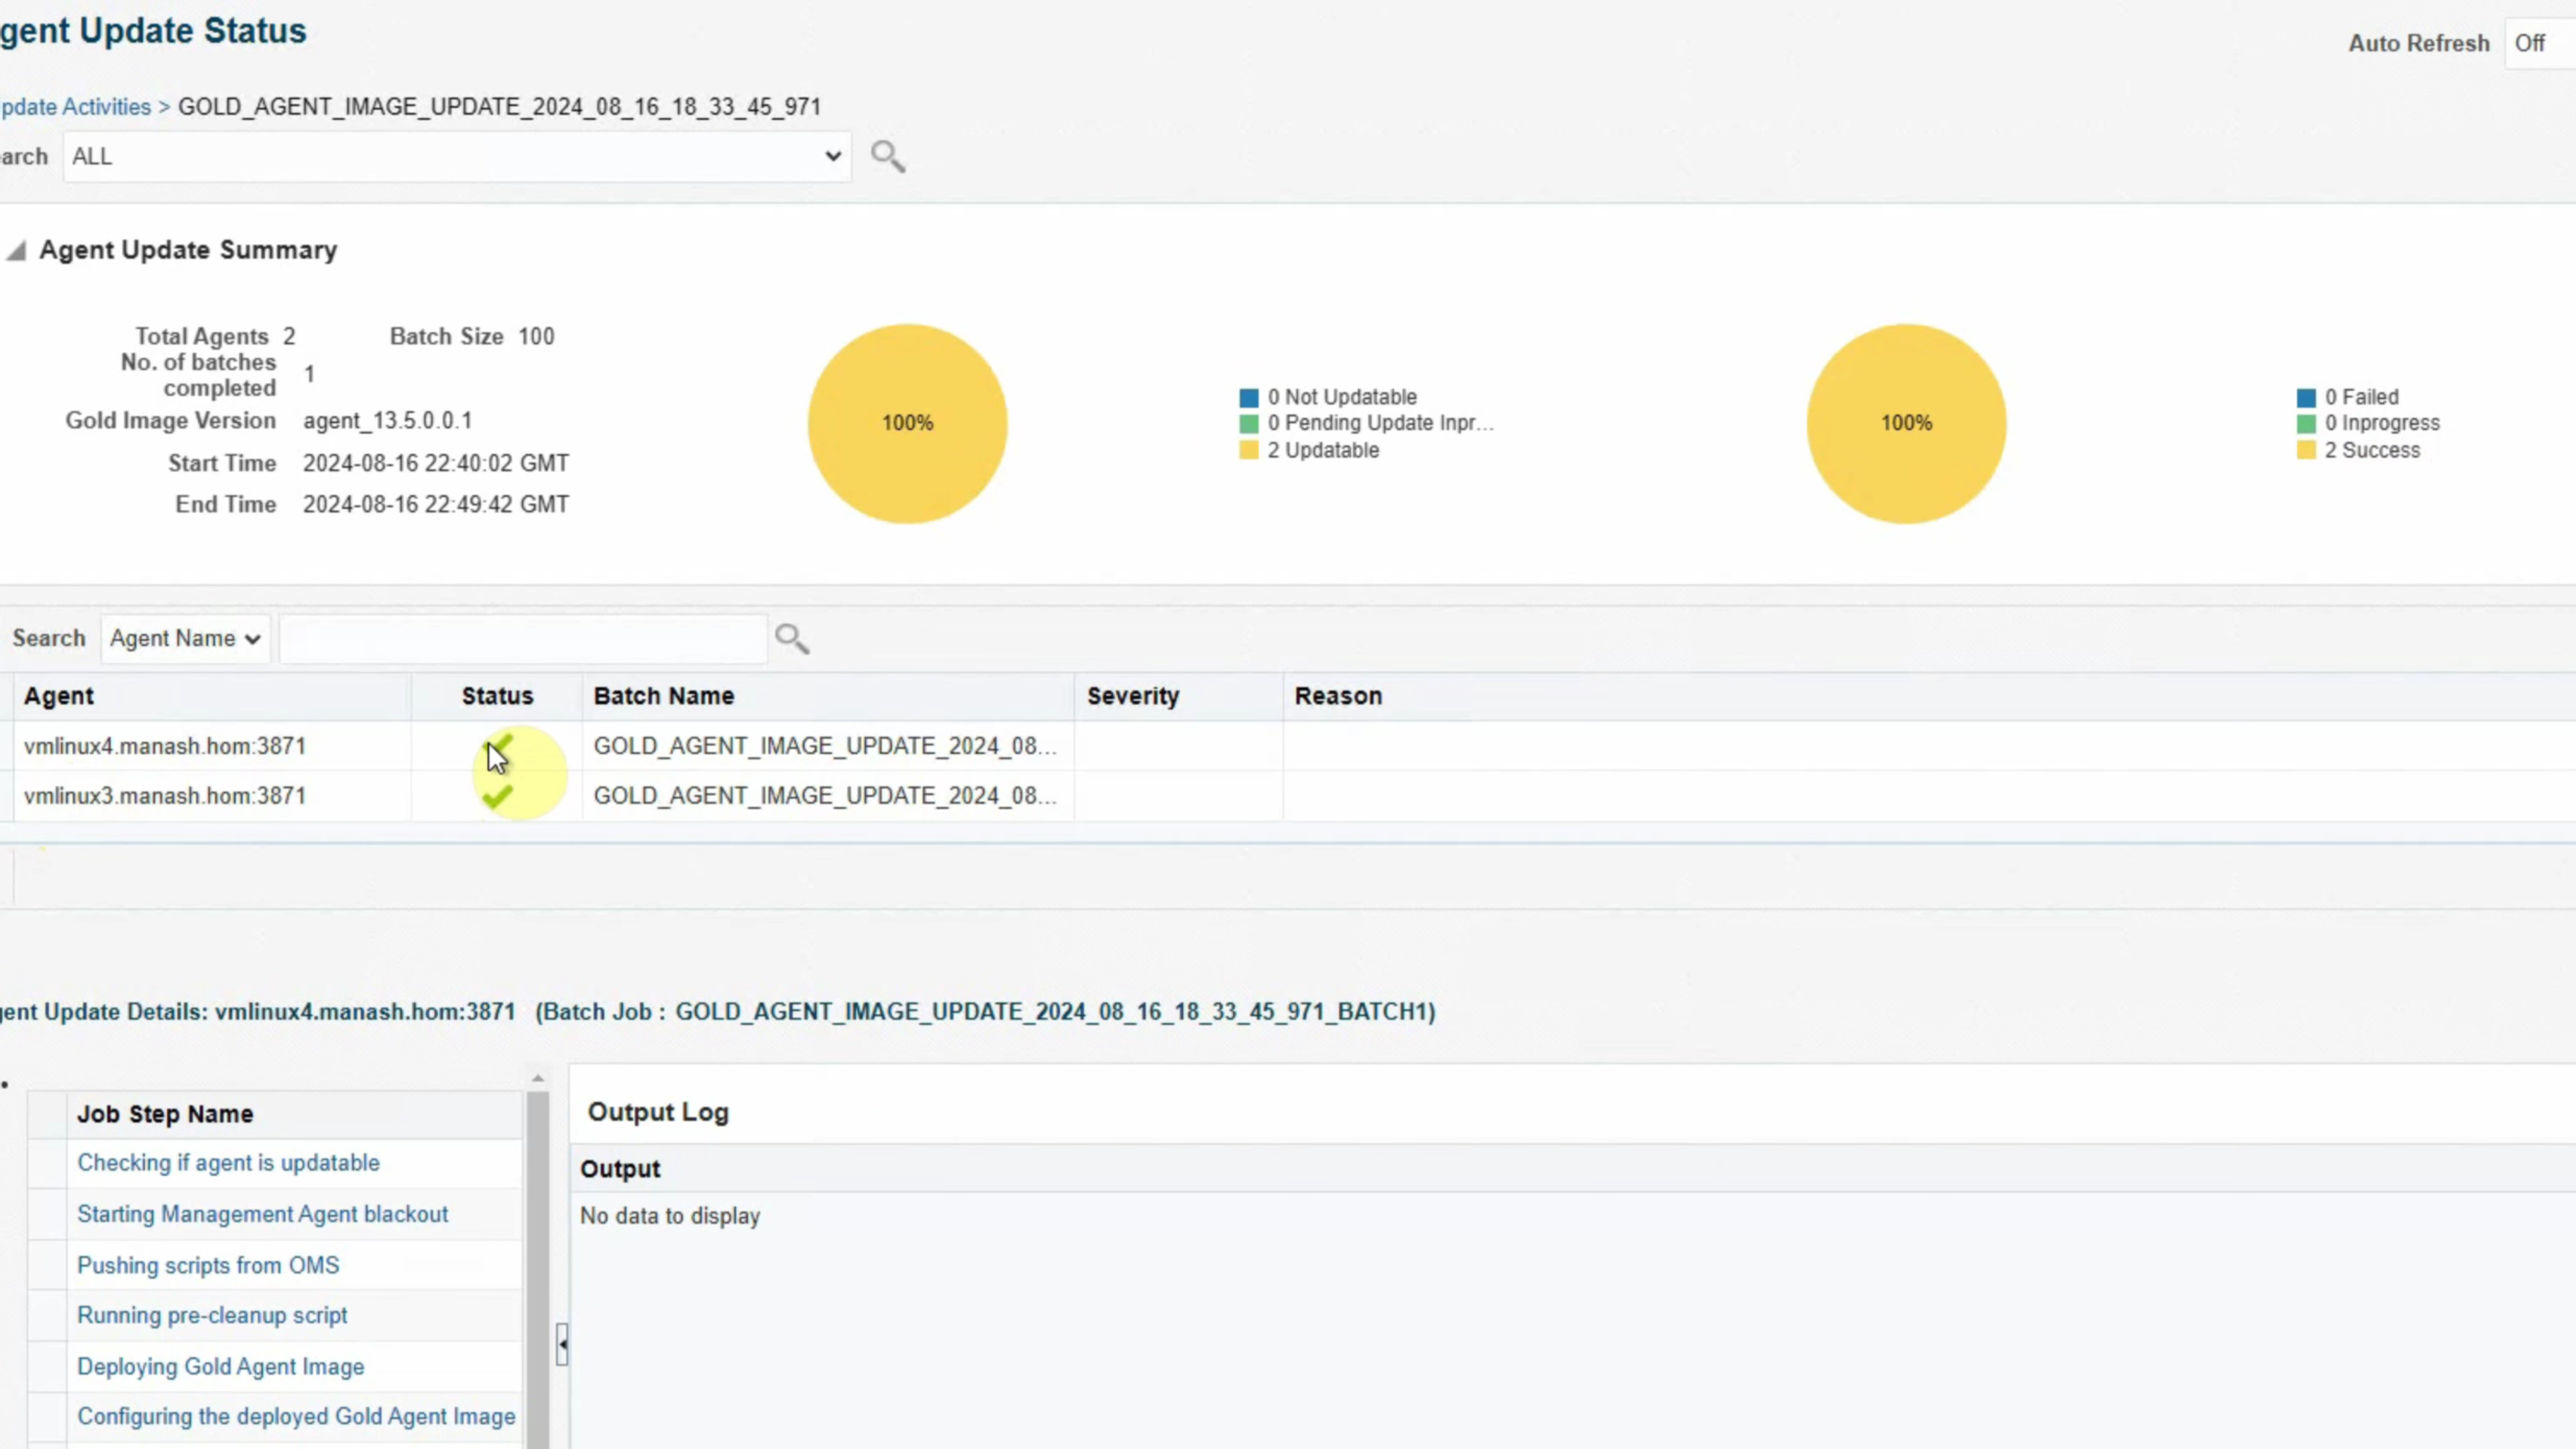 gent Update Status
Auto Refresh Off
pdate Activities > GOLD_AGENT_IMAGE_UPDATE_2024_08_16_18_33_45_971
arch ALL
Agent Update Summary
Total Agents 2 Batch Size 100
No. of batches completed 1
Gold Image Version agent_13.5.0.0.1
Start Time 2024-08-16 22:40:02 GMT
End Time 2024-08-16 22:49:42 GMT
100%
0 Not Updatable
0 Pending Update Inpr...
2 Updatable
100%
0 Failed
0 Inprogress
2 Success
Search Agent Name
Agent Status Batch Name Severity Reason
vmlinux4.manash.hom:3871 GOLD_AGENT_IMAGE_UPDATE_2024_08...
vmlinux3.manash.hom:3871 GOLD_AGENT_IMAGE_UPDATE_2024_08...
gent Update Details: vmlinux4.manash.hom:3871 (Batch Job : GOLD_AGENT_IMAGE_UPDATE_2024_08_16_18_33_45_971_BATCH1)
Job Step Name
Checking if agent is updatable
Starting Management Agent blackout
Pushing scripts from OMS
Running pre-cleanup script
Deploying Gold Agent Image
Configuring the deployed Gold Agent Image
Output Log
Output
No data to display